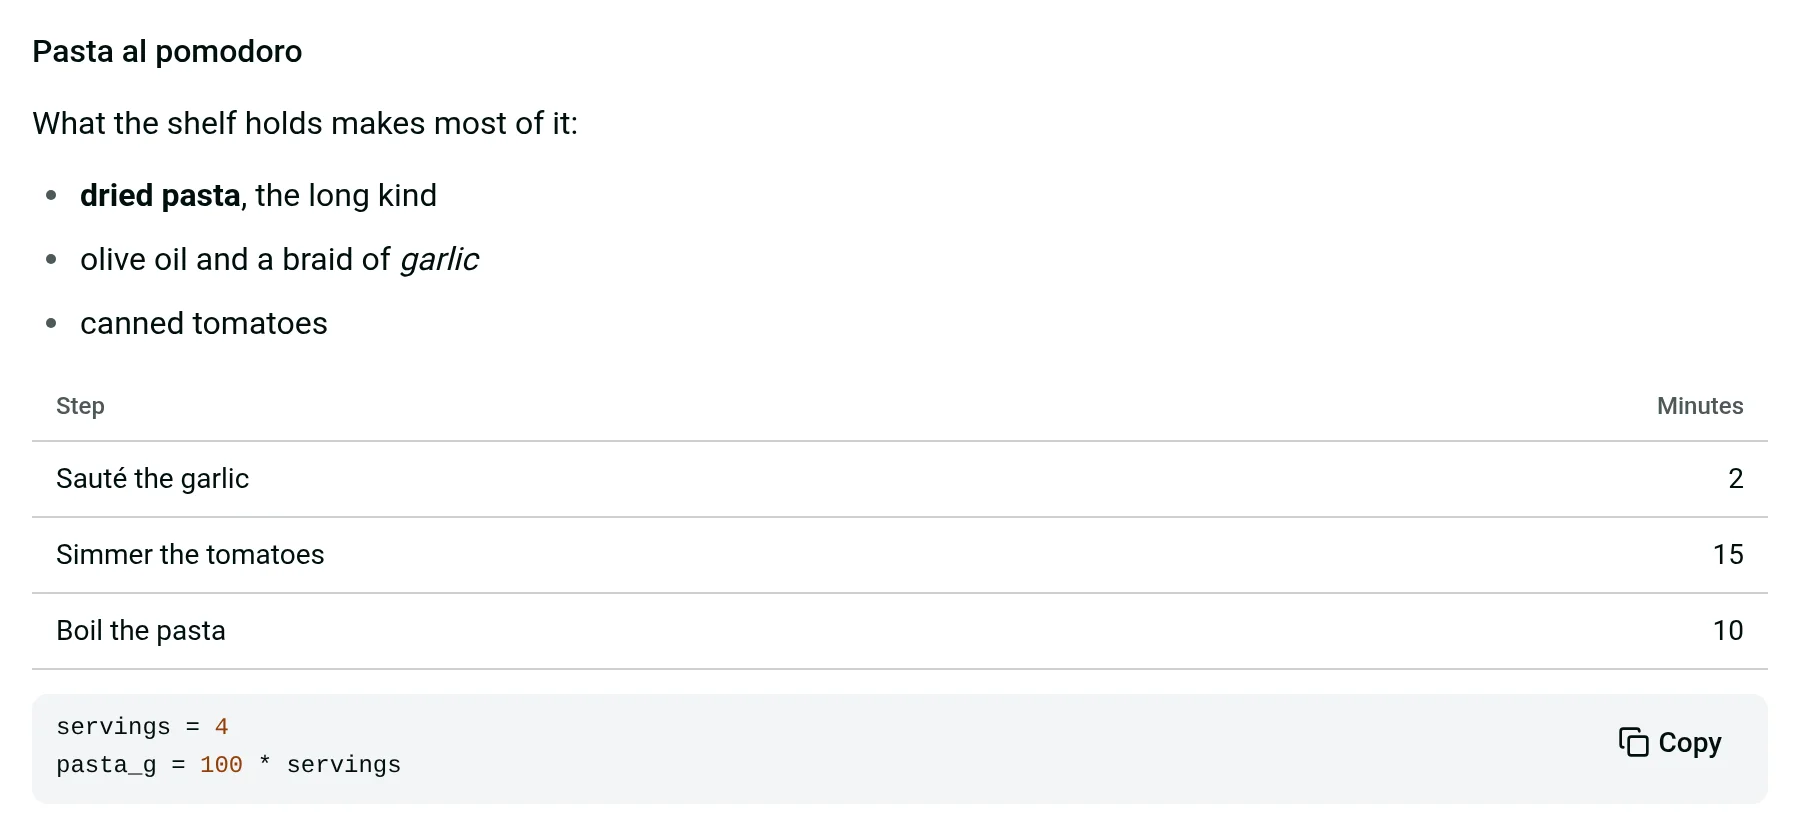 Pasta al pomodoro
What the shelf holds makes most of it:
dried pasta, the long kind
olive oil and a braid of garlic
canned tomatoes
Step Minutes
Sauté the garlic 2
Simmer the tomatoes 15
Boil the pasta 10
servings = 4
pasta_g = 100 * servings
Copy